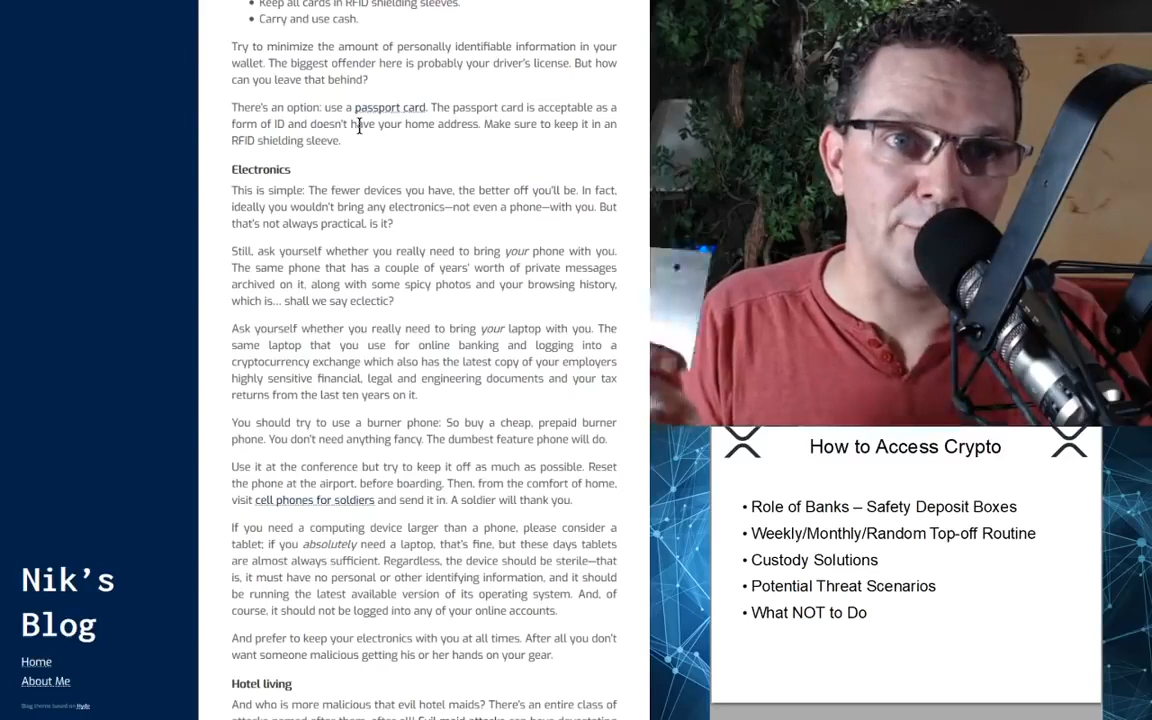 Keep all cards in RFID shielding sleeves.
Carry and use cash.
Try to minimize the amount of personally identifiable information in your
wallet. The biggest offender here is probably your driver's license. But how
can you leave that behind?
There's an option: use a passport card. The passport card is acceptable as a
form of ID and doesn't have your home address. Make sure to keep it in an
RFID shielding sleeve.
Electronics
This is simple: The fewer devices you have, the better off you'll be. In fact,
ideally you wouldn't bring any electronics—not even a phone—with you. But
that's not always practical, is it?
Still, ask yourself whether you really need to bring your phone with you.
The same phone that has a couple of years' worth of private messages
archived on it, along with some spicy photos and your browsing history,
which is... shall we say eclectic?
Ask yourself whether you really need to bring your laptop with you. The
same laptop that you use for online banking and logging into a
cryptocurrency exchange which also has the latest copy of your employers
highly sensitive financial, legal and engineering documents and your tax
returns from the last ten years on it.
You should try to use a burner phone: So buy a cheap, prepaid burner
phone. You don't need anything fancy. The dumbest feature phone will do.
Use it at the conference but try to keep it off as much as possible. Reset
the phone at the airport, before boarding. Then, from the comfort of home,
visit cell phones for soldiers and send it in. A soldier will thank you.
If you need a computing device larger than a phone, please consider a
tablet; if you absolutely need a laptop, that's fine, but these days tablets
are almost always sufficient. Regardless, the device should be sterile—that
is, it must have no personal or other identifying information, and it should
be running the latest available version of its operating system. And, of
course, it should not be logged into any of your online accounts.
And prefer to keep your electronics with you at all times. After all you don't
want someone malicious getting his or her hands on your gear.
Hotel living
And who is more malicious that evil hotel maids? There's an entire class of
attacks named after them, after all! Evil maid attacks can have devastating
Nik's
Blog
Home
About Me
Blog theme based on Hyde
How to Access Crypto
• Role of Banks – Safety Deposit Boxes
• Weekly/Monthly/Random Top-off Routine
• Custody Solutions
• Potential Threat Scenarios
• What NOT to Do